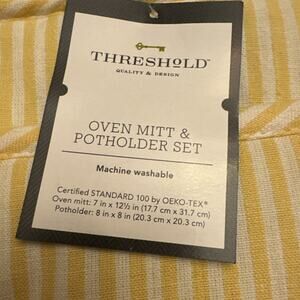 THRESHOLD™
QUALITY & DESIGN
OVEN MITT &
POTHOLDER SET
Machine washable
Certified STANDARD 100 by OEKO-TEX®
Oven mitt: 7 in x 12½ in (17.7 cm x 31.7 cm)
Potholder: 8 in x 8 in (20.3 cm x 20.3 cm)